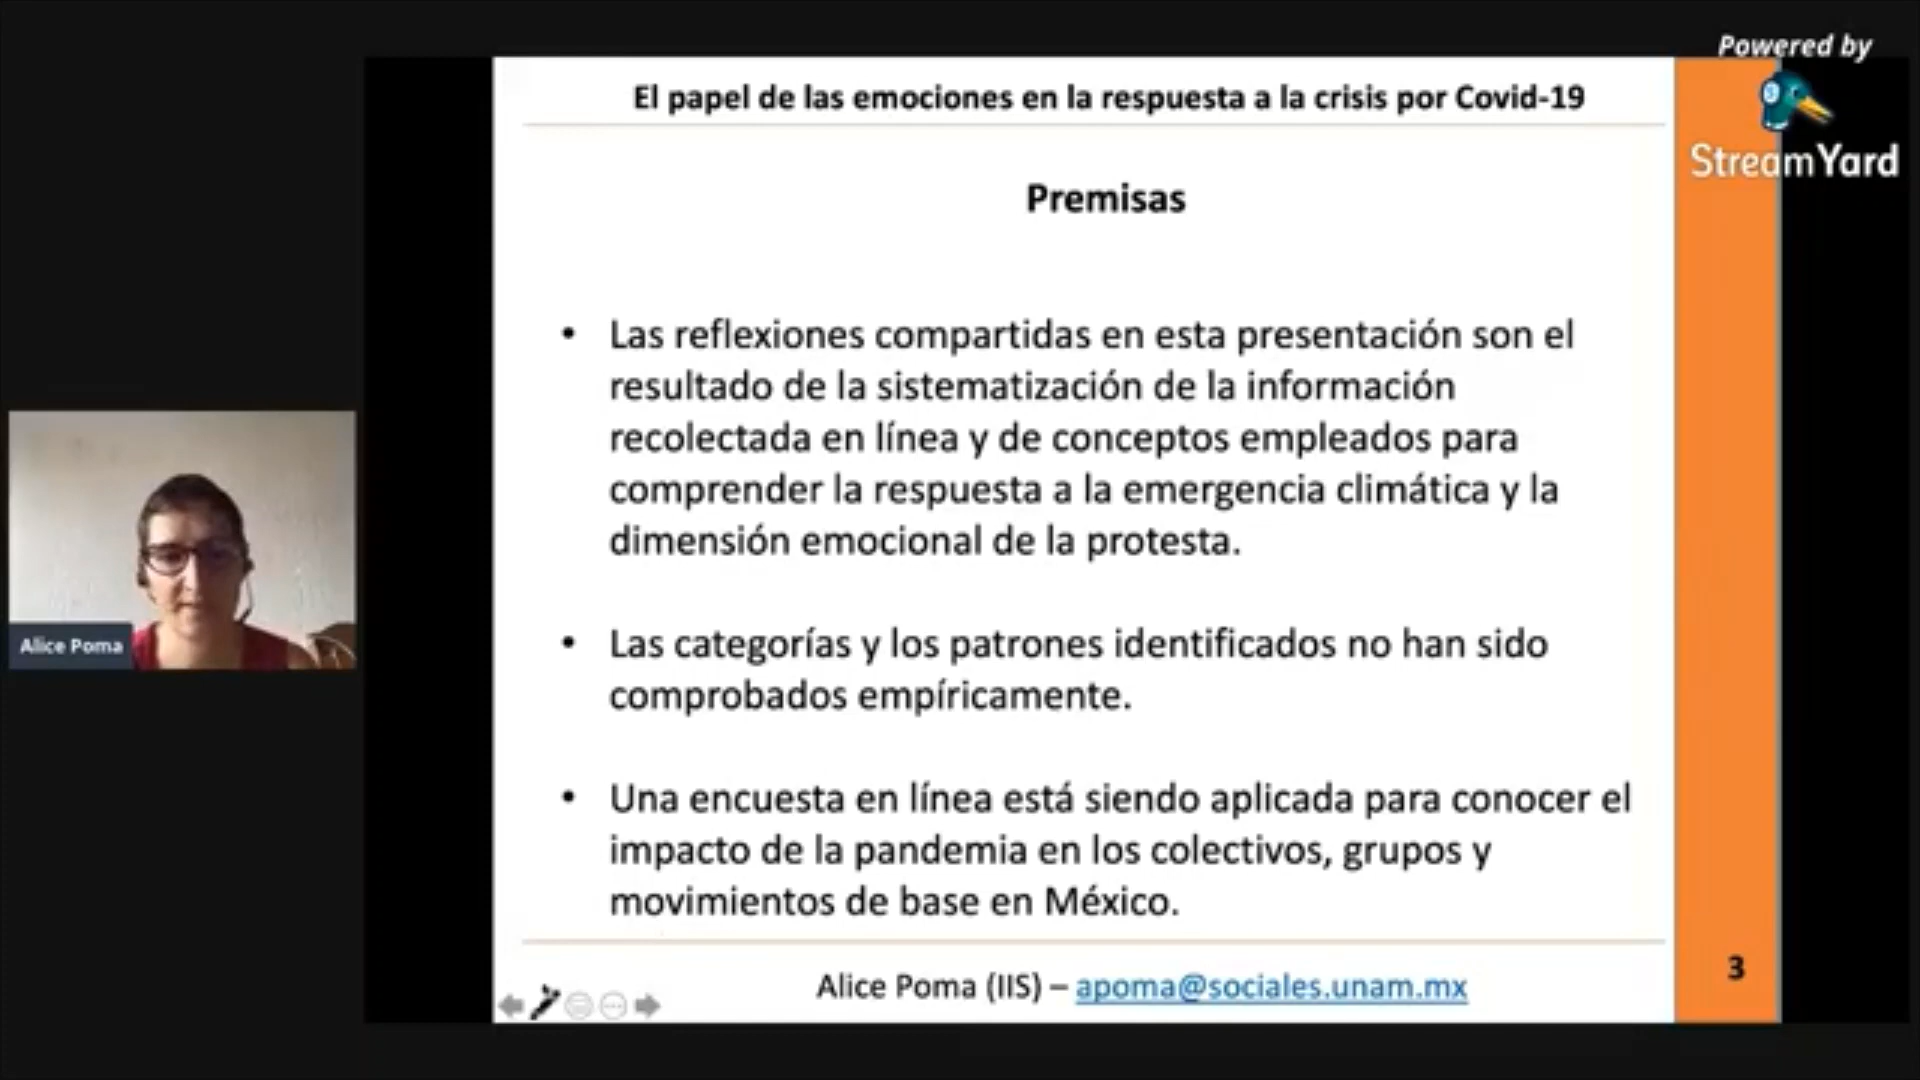 Powered by
StreamYard
El papel de las emociones en la respuesta a la crisis por Covid-19
Premisas
• Las reflexiones compartidas en esta presentación son el
resultado de la sistematización de la información
recolectada en línea y de conceptos empleados para
comprender la respuesta a la emergencia climática y la
dimensión emocional de la protesta.
• Las categorías y los patrones identificados no han sido
comprobados empíricamente.
• Una encuesta en línea está siendo aplicada para conocer el
impacto de la pandemia en los colectivos, grupos y
movimientos de base en México.
Alice Poma (IIS) – apoma@sociales.unam.mx
3
Alice Poma